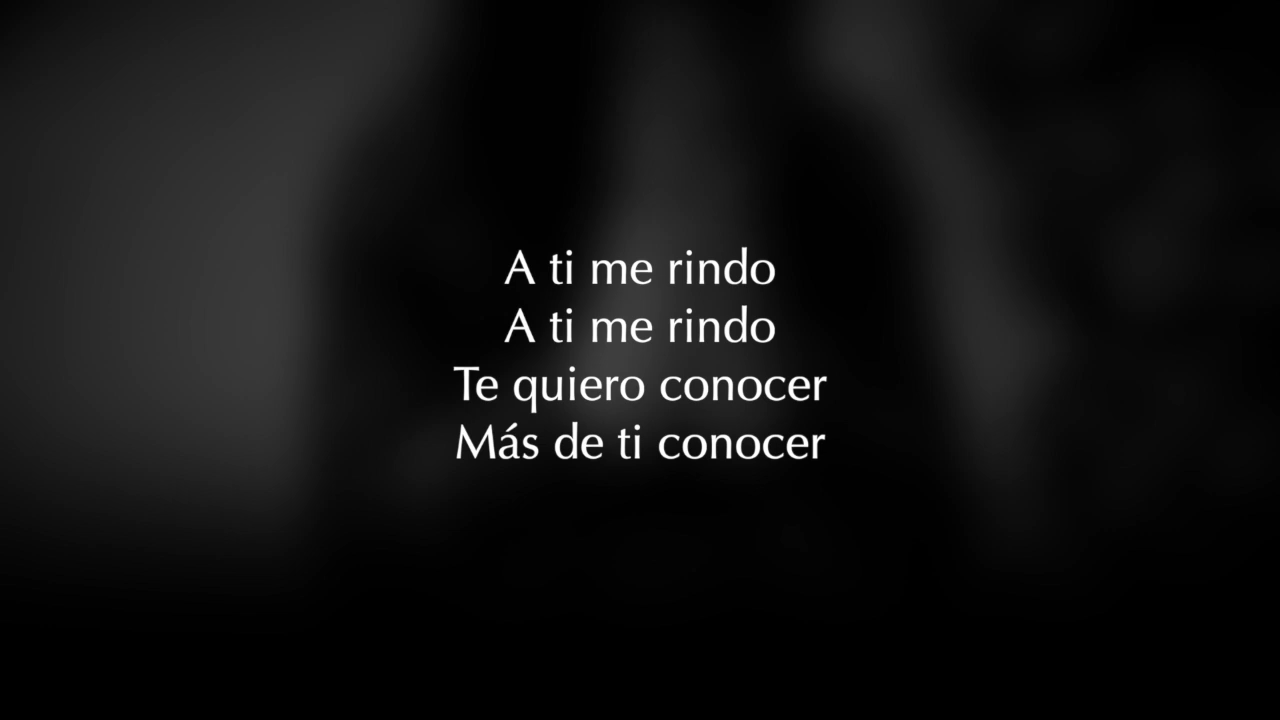 A ti me rindo
A ti me rindo
Te quiero conocer
Más de ti conocer